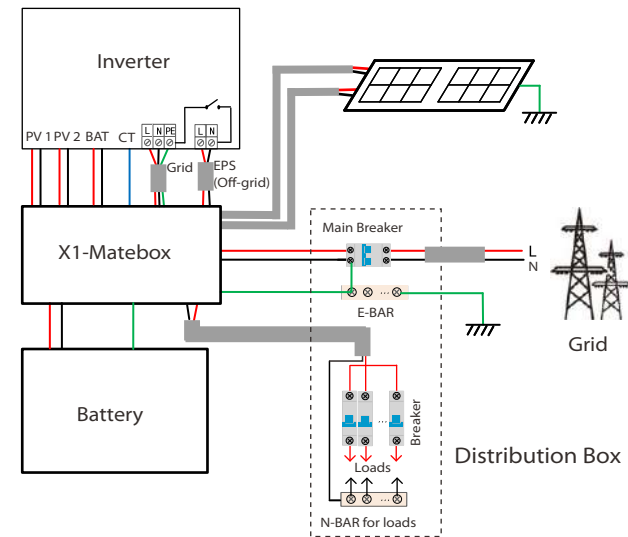 Inverter
PV 1 PV 2 BAT CT
L N PE
L N
Grid
EPS
(Off-grid)
X1-Matebox
Main Breaker
L
N
E-BAR
Grid
Battery
Breaker
Loads
Distribution Box
N-BAR for loads